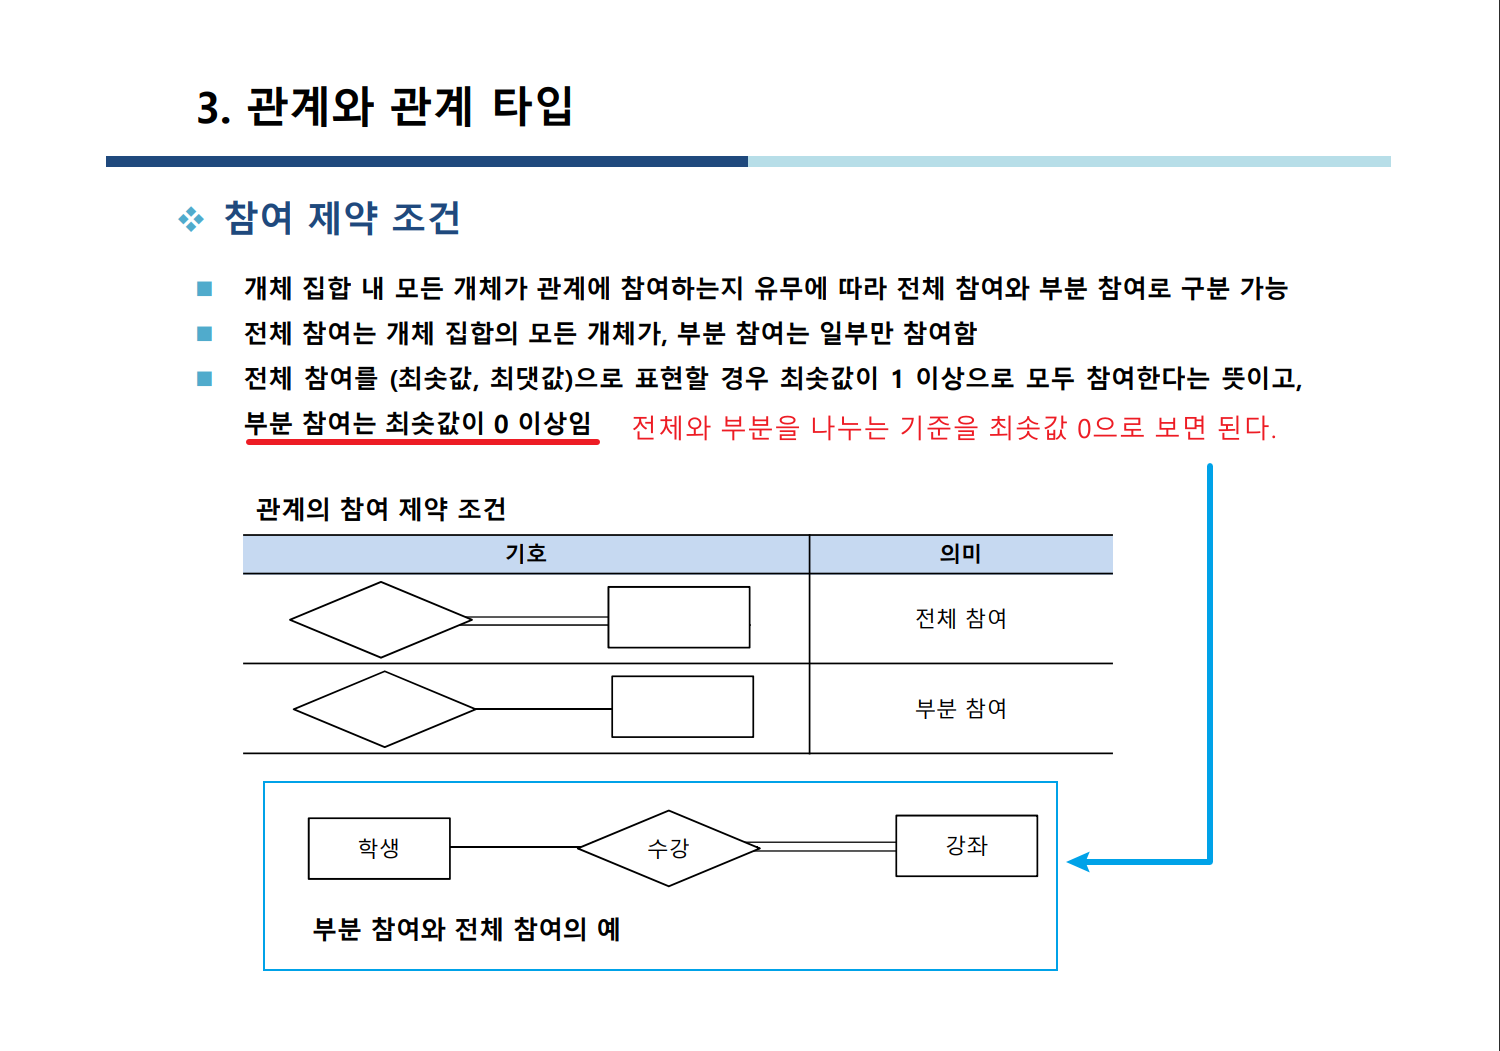 3. 관계와 관계 타입
참여 제약 조건
개체 집합 내 모든 개체가 관계에 참여하는지 유무에 따라 전체 참여와 부분 참여로 구분 가능
전체 참여는 개체 집합의 모든 개체가, 부분 참여는 일부만 참여함
전체 참여를 (최솟값, 최댓값)으로 표현할 경우 최솟값이 1 이상으로 모두 참여한다는 뜻이고,
부분 참여는 최솟값이 0 이상임 전체와 부분을 나누는 기준을 최솟값 0으로 보면 된다.
관계의 참여 제약 조건
기호 의미
전체 참여
부분 참여
학생 수강 강좌
부분 참여와 전체 참여의 예